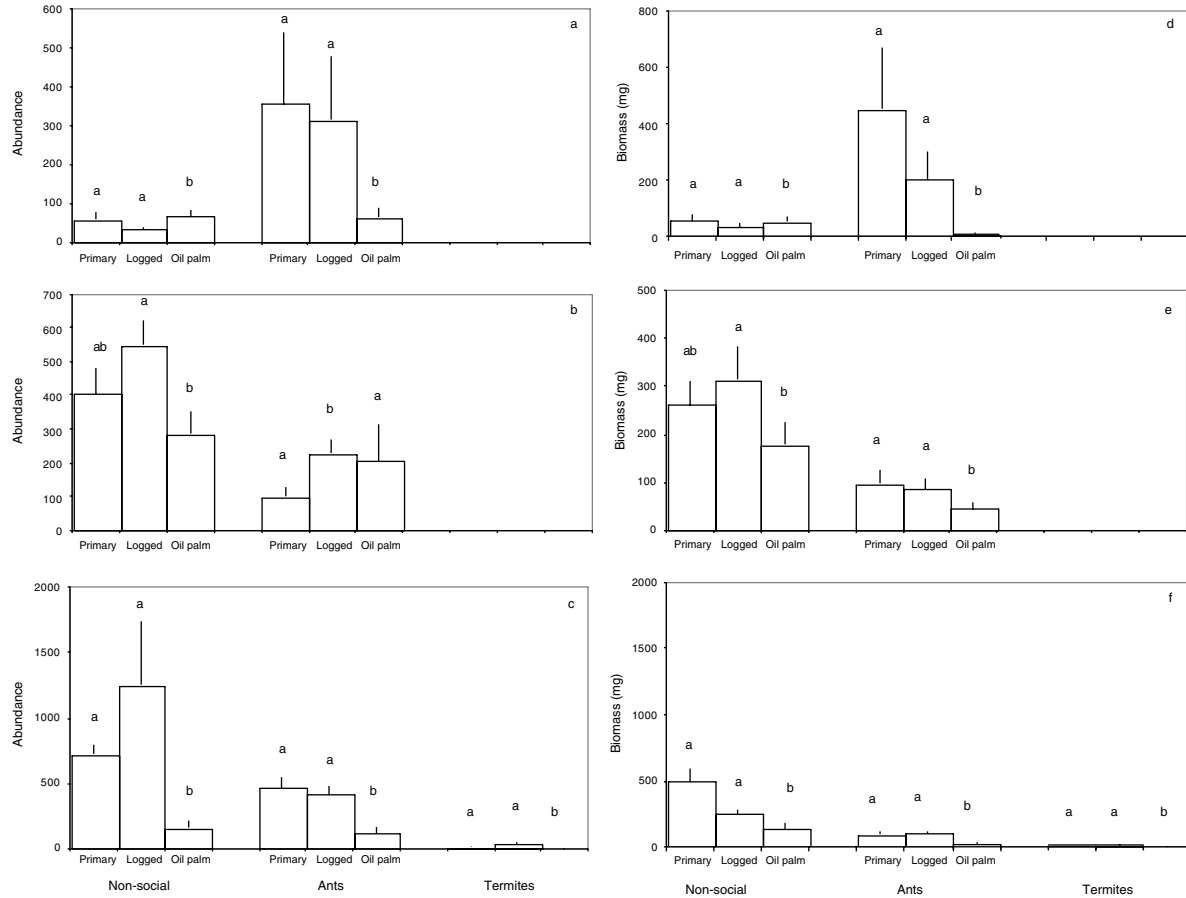 600
500
400
300
200
100
0
Abundance
a
a
b
a
a
b
a
Primary Logged Oil palm Primary Logged Oil palm
800
600
400
200
0
Biomass (mg)
a
a
b
a
a
b
d
Primary Logged Oil palm Primary Logged Oil palm
700
600
500
400
300
200
100
0
Abundance
ab
a
b
a
b
a
b
Primary Logged Oil palm Primary Logged Oil palm
500
400
300
200
100
0
Biomass (mg)
ab
a
b
a
a
b
e
Primary Logged Oil palm Primary Logged Oil palm
2000
1500
1000
500
0
Abundance
a
a
b
a
a
b
a
a
b
c
Primary Logged Oil palm Primary Logged Oil palm
Non-social Ants Termites
2000
1500
1000
500
0
Biomass (mg)
a
a
b
a
a
b
a
a
b
f
Primary Logged Oil palm Primary Logged Oil palm
Non-social Ants Termites